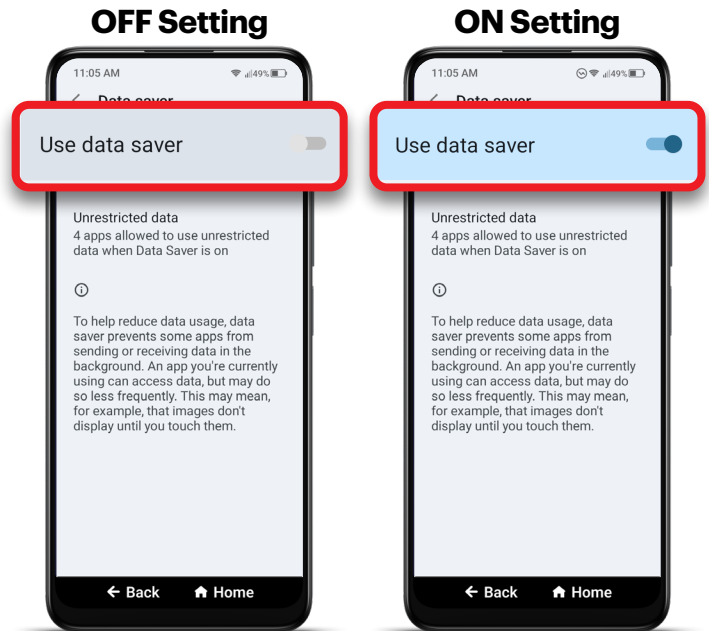 OFF Setting
11:05 AM
49%
Data saver
Use data saver
Unrestricted data
4 apps allowed to use unrestricted
data when Data Saver is on
To help reduce data usage, data
saver prevents some apps from
sending or receiving data in the
background. An app you're currently
using can access data, but may do
so less frequently. This may mean,
for example, that images don't
display until you touch them.
Back
Home
ON Setting
11:05 AM
49%
Data saver
Use data saver
Unrestricted data
4 apps allowed to use unrestricted
data when Data Saver is on
To help reduce data usage, data
saver prevents some apps from
sending or receiving data in the
background. An app you're currently
using can access data, but may do
so less frequently. This may mean,
for example, that images don't
display until you touch them.
Back
Home